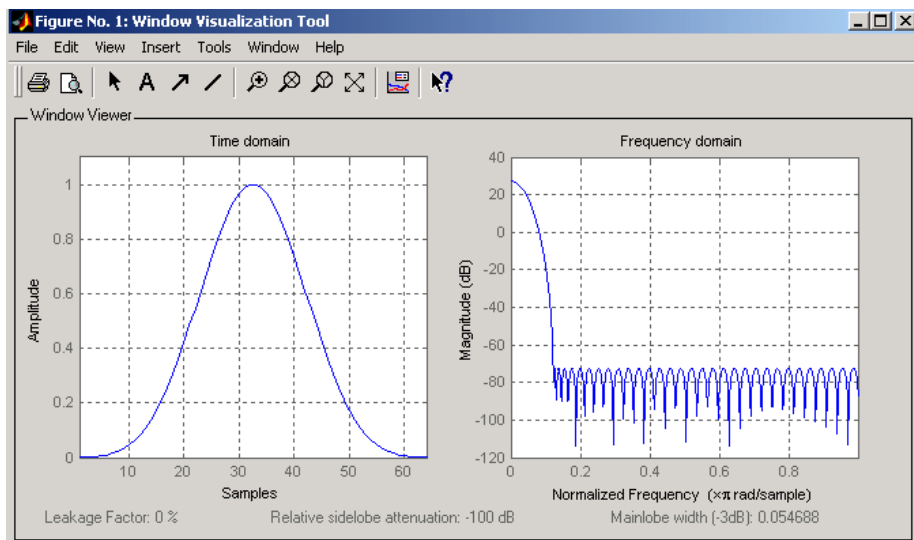 Figure No. 1: Window Visualization Tool
File Edit View Insert Tools Window Help
A
Window Viewer
Time domain
1
0.8
0.6
0.4
0.2
0
10 20 30 40 50 60
Amplitude
Samples
Frequency domain
40
20
0
-20
-40
-60
-80
-100
-120
0 0.2 0.4 0.6 0.8
Magnitude (dB)
Normalized Frequency (×π rad/sample)
Leakage Factor: 0 % Relative sidelobe attenuation: -100 dB Mainlobe width (-3dB): 0.054688